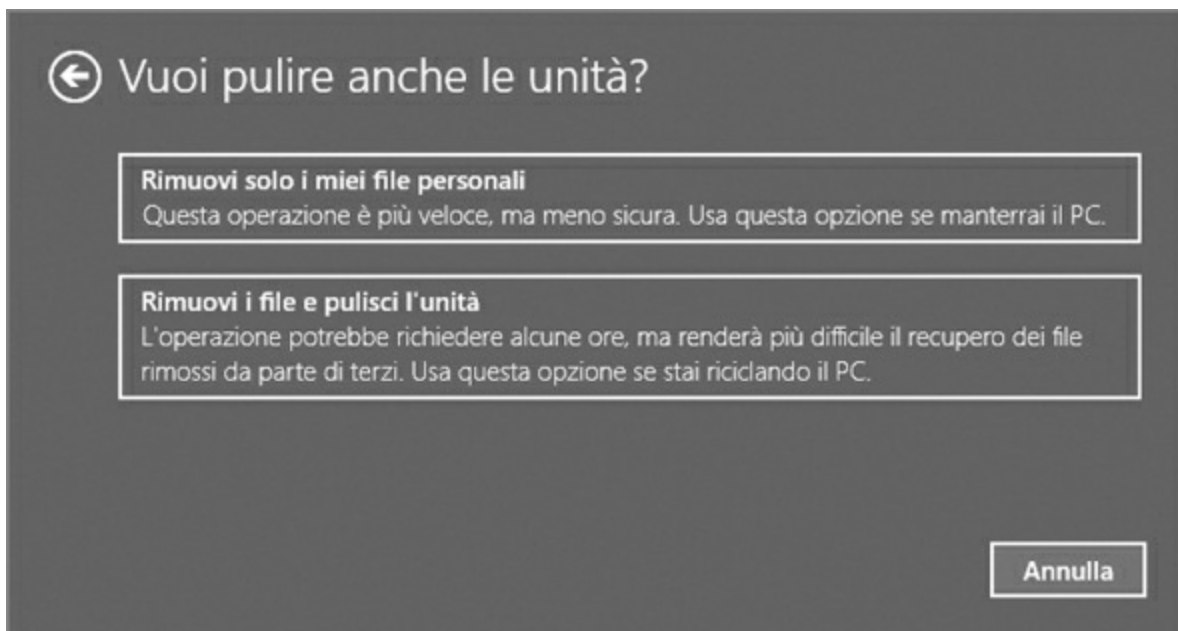 Vuoi pulire anche le unità?
Rimuovi solo i miei file personali
Questa operazione è più veloce, ma meno sicura. Usa questa opzione se manterrai il PC.
Rimuovi i file e pulisci l'unità
L'operazione potrebbe richiedere alcune ore, ma renderà più difficile il recupero dei file
rimossi da parte di terzi. Usa questa opzione se stai riciclando il PC.
Annulla